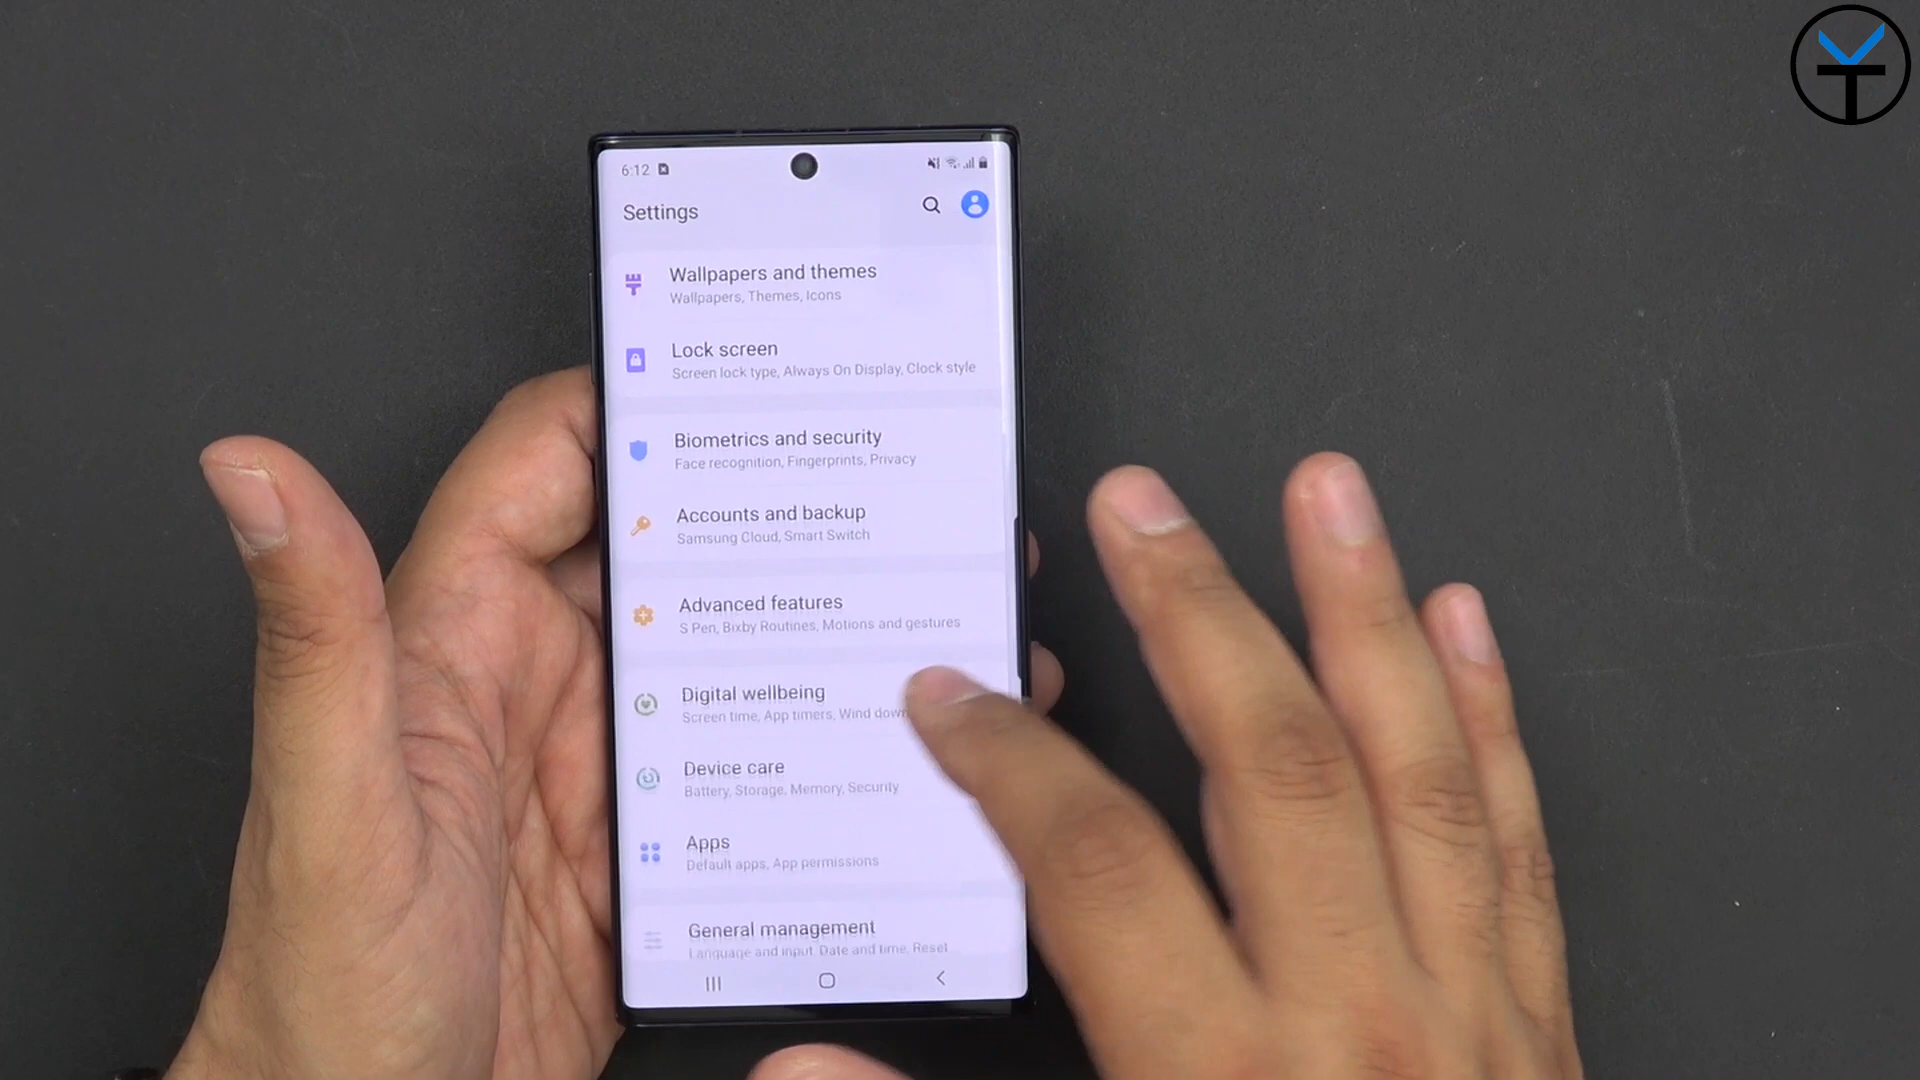 6:12
Settings
Wallpapers and themes
Wallpapers, Themes, Icons
Lock screen
Screen lock type, Always On Display, Clock style
Biometrics and security
Face recognition, Fingerprints, Privacy
Accounts and backup
Samsung Cloud, Smart Switch
Advanced features
S Pen, Bixby Routines, Motions and gestures
Digital wellbeing
Screen time, App timers, Wind down
Device care
Battery, Storage, Memory, Security
Apps
Default apps, App permissions
General management
Language and input, Date and time, Reset